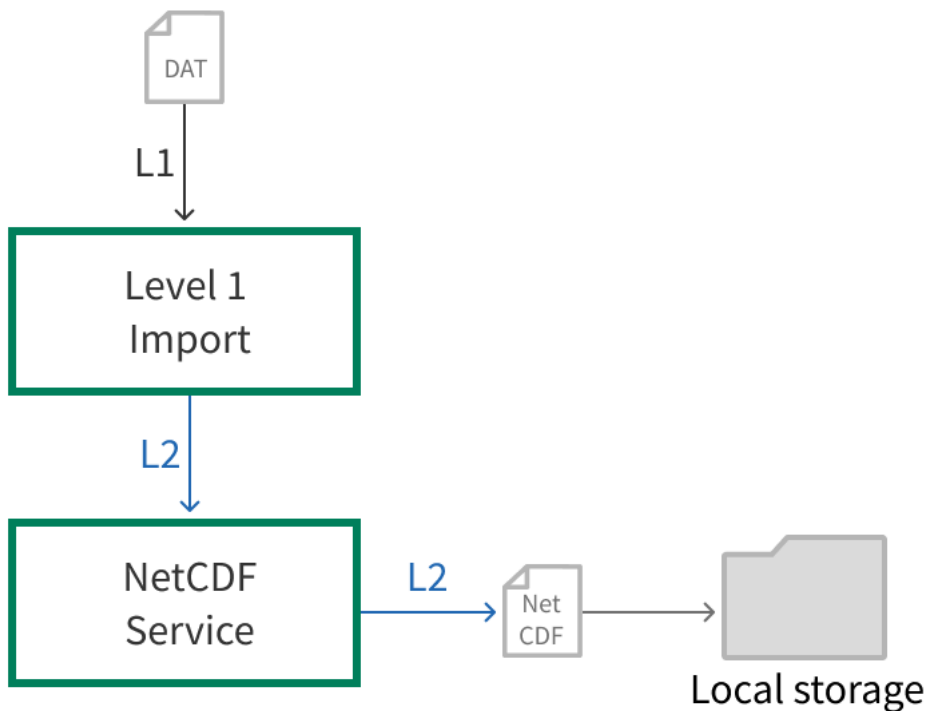 DAT
L1
Level 1
Import
L2
NetCDF
Service
L2
Net
CDF
Local storage